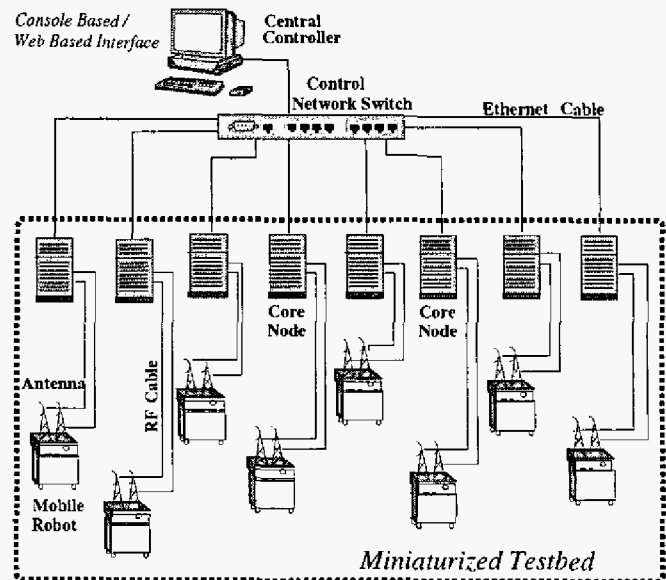 Console Based /
Web Based Interface
Central
Controller
Control
Network Switch
Ethernet Cable
Core
Node
Core
Node
Antenna
RF Cable
Mobile
Robot
Miniaturized Testbed